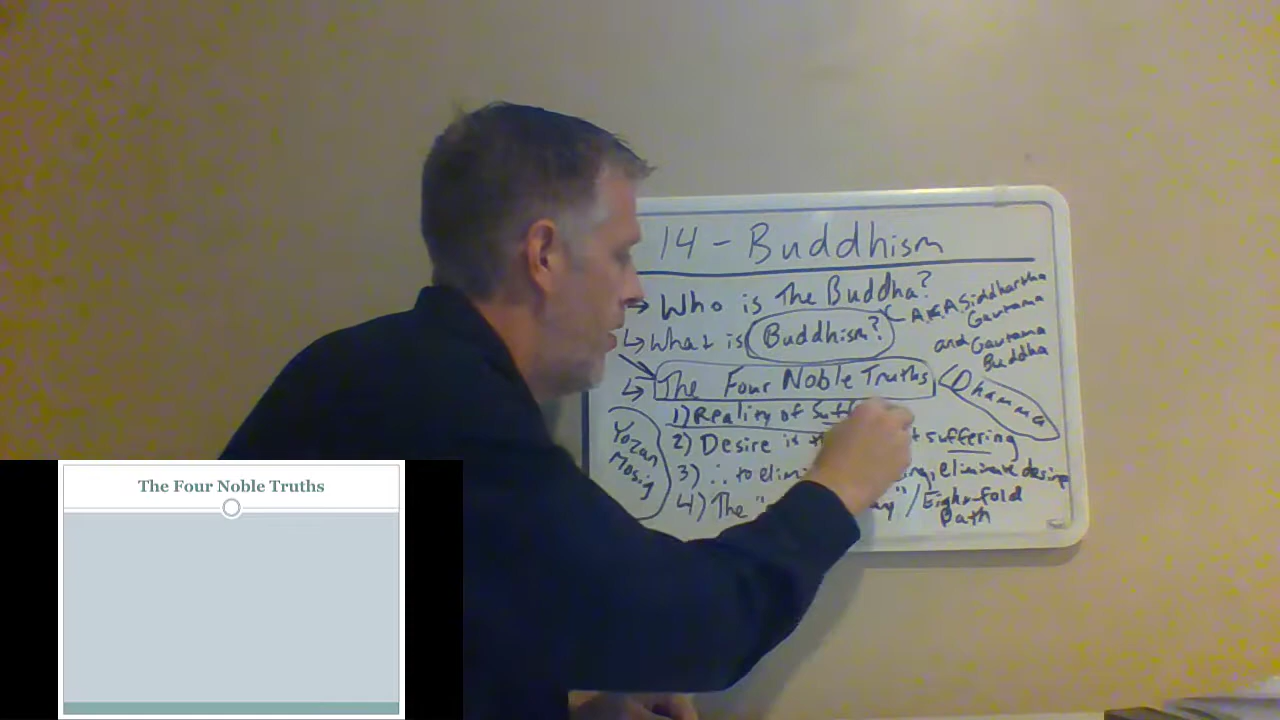 14 - Buddhism
Who is The Buddha?
What is Buddhism?
AKA Siddhartha
Gautama
and Gautama
Buddha
The Four Noble Truths
Dhamma
1) Reality of
2) Desire is suffering
3) ∴ to eliminate desire
4) The /Eight-fold
Path
Yozan
Mosig
The Four Noble Truths